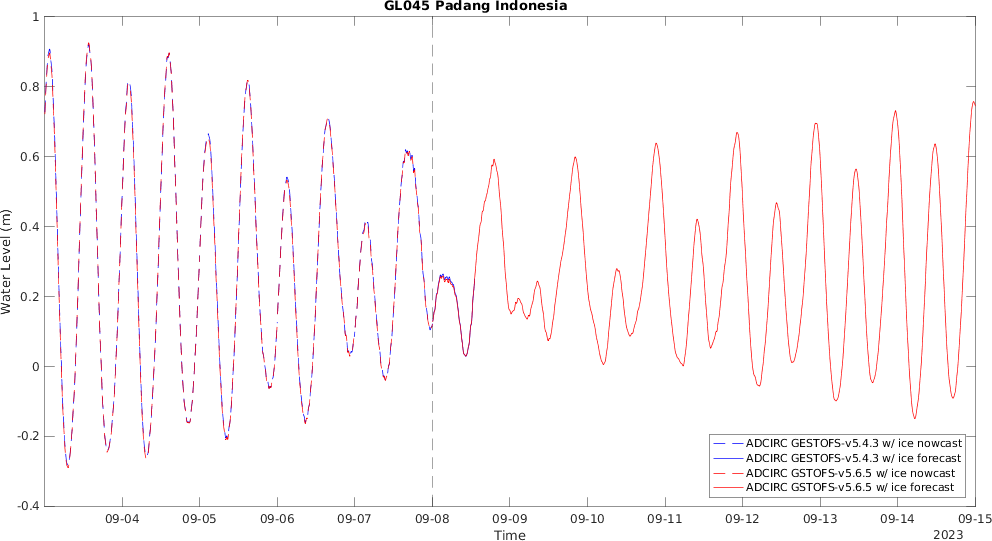 GL045 Padang Indonesia
1
0.8
0.6
0.4
0.2
0
-0.2
-0.4
Water Level (m)
ADCIRC GESTOFS-v5.4.3 w/ ice nowcast
ADCIRC GESTOFS-v5.4.3 w/ ice forecast
ADCIRC GSTOFS-v5.6.5 w/ ice nowcast
ADCIRC GSTOFS-v5.6.5 w/ ice forecast
09-04 09-05 09-06 09-07 09-08 09-09 09-10 09-11 09-12 09-13 09-14 09-15
Time
2023